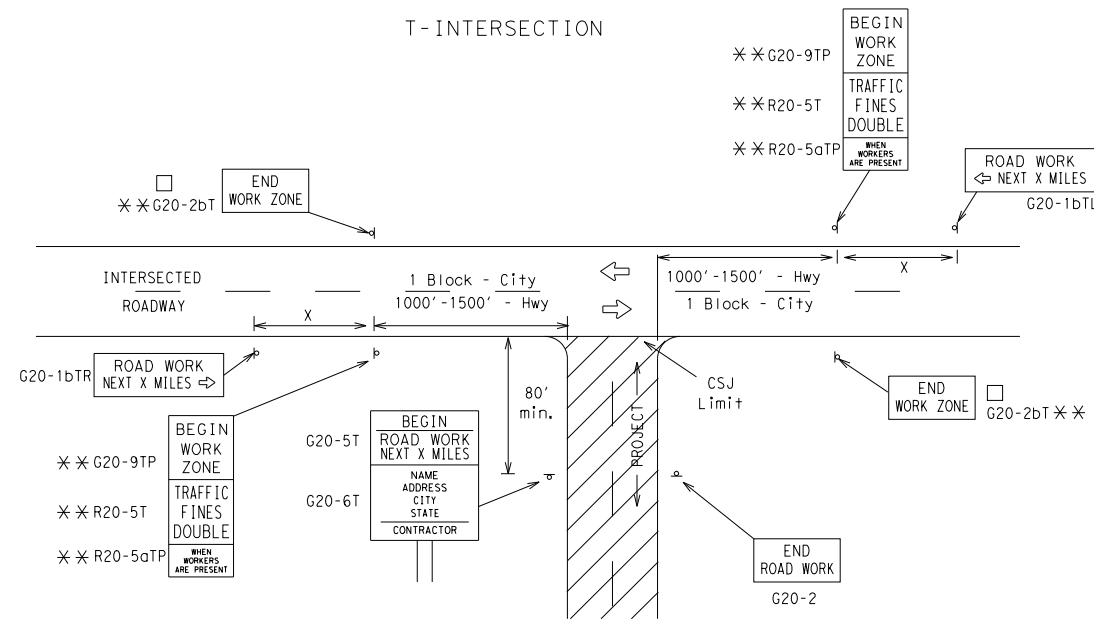 T-INTERSECTION
BEGIN
WORK
ZONE
TRAFFIC
FINES
DOUBLE
WHEN
WORKERS
ARE PRESENT
**G20-9TP
**R20-5T
**R20-5aTP
ROAD WORK
⇦ NEXT X MILES
G20-1bTL
END
WORK ZONE
□
**G20-2bT
INTERSECTED
ROADWAY
1 Block - City
1000'-1500' - Hwy
X
1000'-1500' - Hwy
1 Block - City
X
G20-1bTR
ROAD WORK
NEXT X MILES ⇨
80'
min.
CSJ
Limit
PROJECT
END
WORK ZONE
□
G20-2bT **
BEGIN
WORK
ZONE
TRAFFIC
FINES
DOUBLE
WHEN
WORKERS
ARE PRESENT
**G20-9TP
**R20-5T
**R20-5aTP
G20-5T
BEGIN
ROAD WORK
NEXT X MILES
G20-6T
NAME
ADDRESS
CITY
STATE
CONTRACTOR
END
ROAD WORK
G20-2